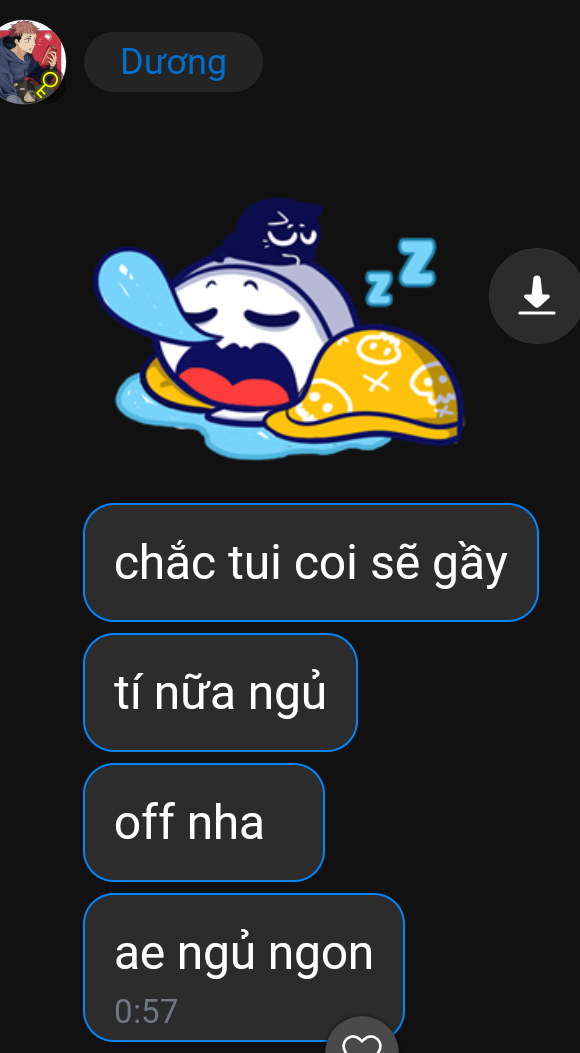 Dương
z Z
chắc tui coi sẽ gầy
tí nữa ngủ
off nha
ae ngủ ngon
0:57